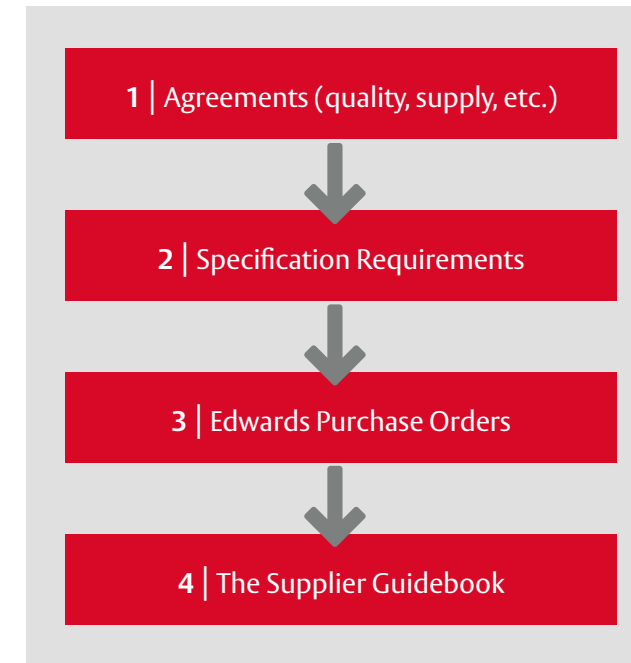 1 | Agreements (quality, supply, etc.)
2 | Specification Requirements
3 | Edwards Purchase Orders
4 | The Supplier Guidebook